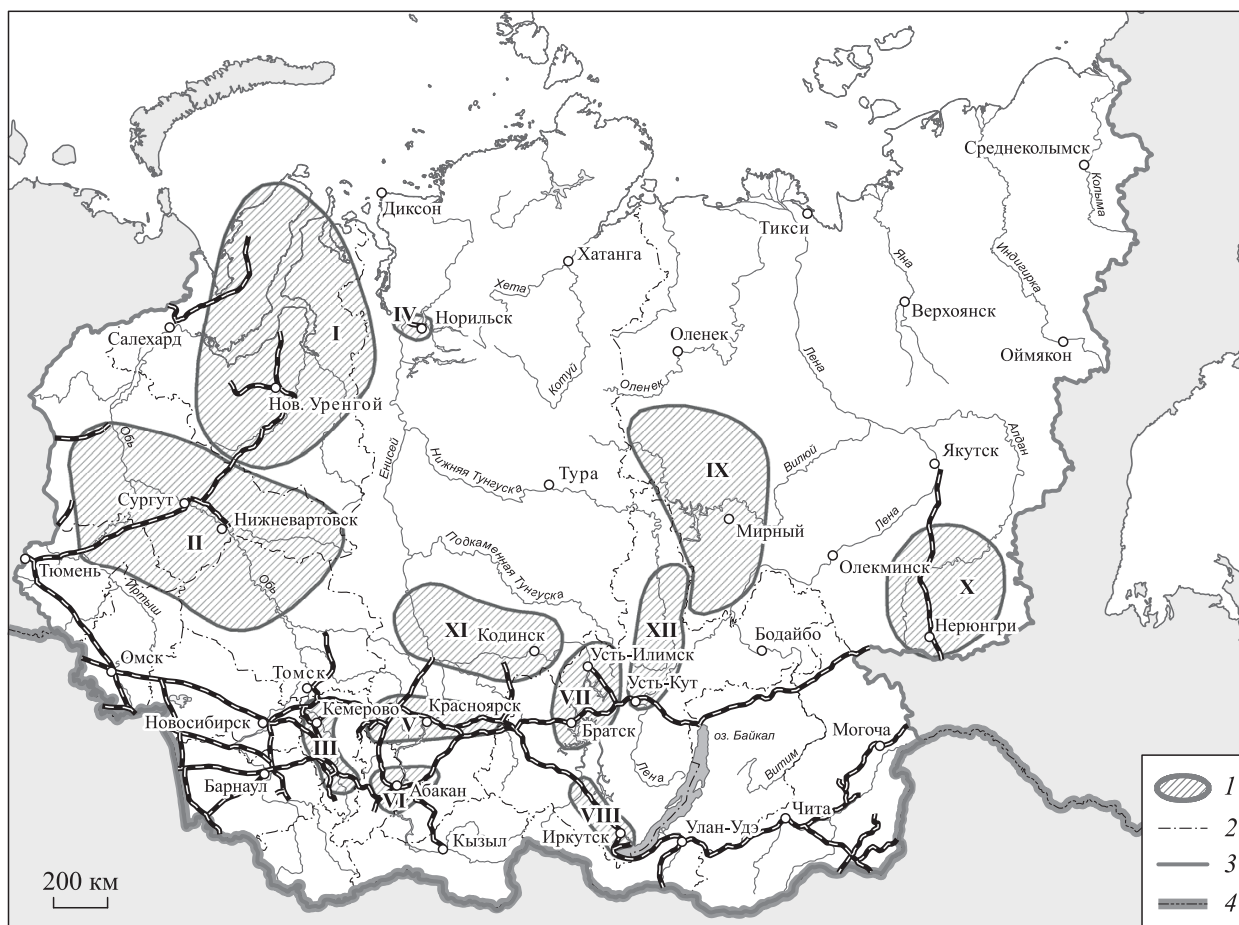 Среднеколымск
Колыма
Диксон
Тикси
Хатанга
Яна
Индигирка
Хета
IV
Норильск
Верхоянск
I
Салехард
Оленек
Оймякон
Лена
Котуй
Оленек
Нов. Уренгой
Обь
Алдан
Енисей
Нижняя Тунгуска
Тура
IX
Вилюй
Якутск
Сургут
Нижневартовск
II
Мирный
Лена
Подкаменная Тунгуска
Тюмень
Олекминск
Иртыш
Обь
X
XI
Кодинск
XII
Нерюнгри
Бодайбо
Усть-Илимск
Омск
Томск
VII
Усть-Кут
Новосибирск
Кемерово
Красноярск
V
Братск
Могоча
III
оз. Байкал
Лена
Витим
Барнаул
VI
Абакан
VIII
Чита
Иркутск
Улан-Удэ
Кызыл
200 км
1
2
3
4